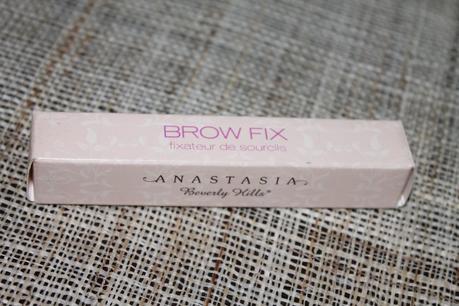 BROW FIX
fixateur de sourcils
ANASTASIA
Beverly Hills®